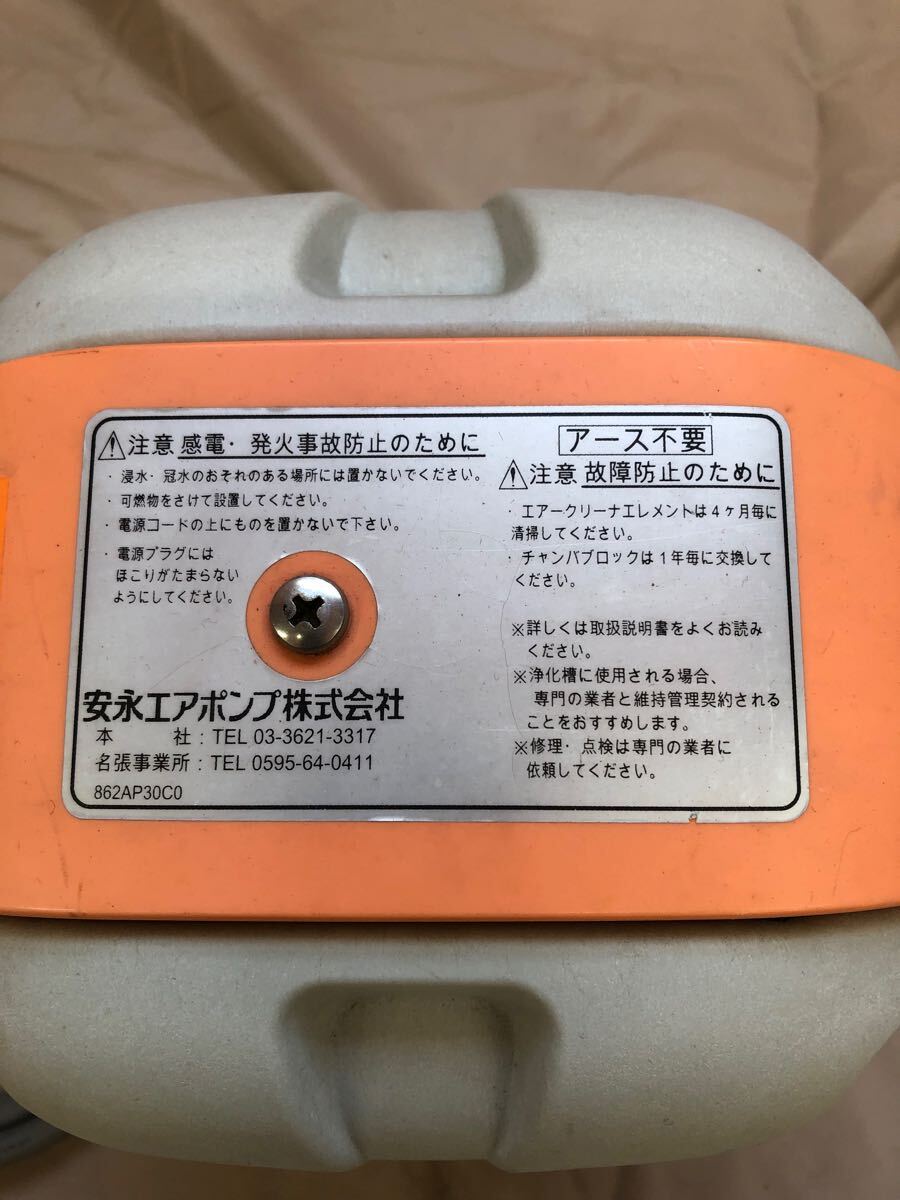 注意 感電・発火事故防止のために
・浸水・冠水のおそれのある場所には置かないでください。
・可燃物をさけて設置してください。
・電源コードの上にものを置かないで下さい。
・電源プラグには
ほこりがたまらない
ようにしてください。
安永エアポンプ株式会社
本 社：TEL 03-3621-3317
名張事業所：TEL 0595-64-0411
862AP30C0
アース不要
注意 故障防止のために
・エアークリーナエレメントは4ヶ月毎に
清掃してください。
・チャンバブロックは1年毎に交換して
ください。
※詳しくは取扱説明書をよくお読み
ください。
※浄化槽に使用される場合、
専門の業者と維持管理契約される
ことをおすすめします。
※修理・点検は専門の業者に
依頼してください。